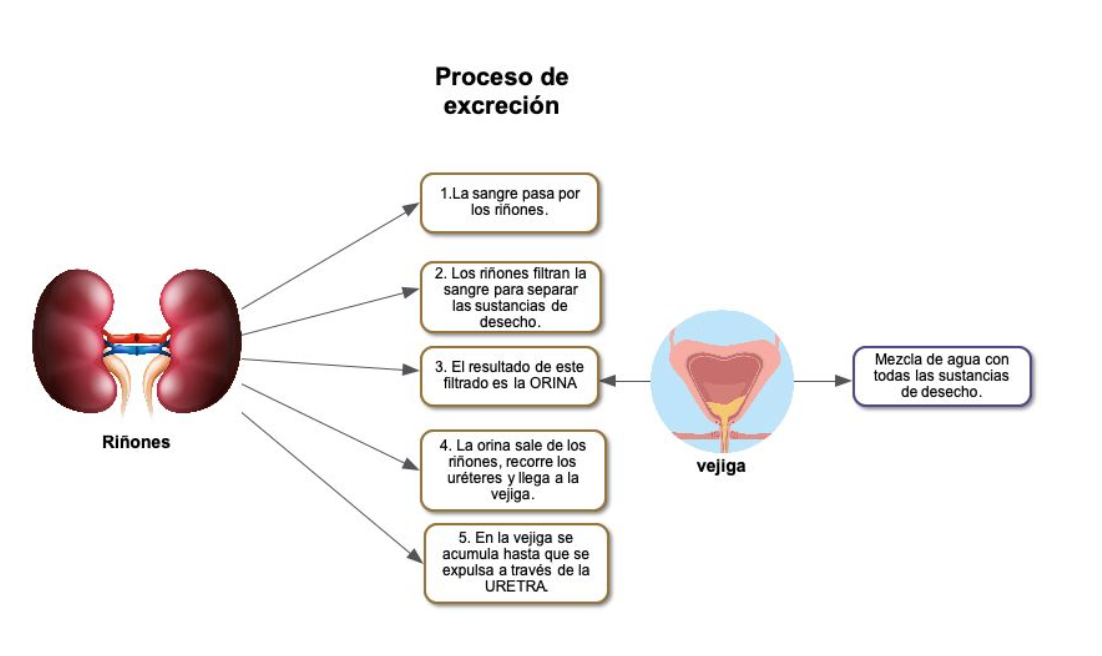 Proceso de
excreción
1.La sangre pasa por
los riñones.
2. Los riñones filtran la
sangre para separar
las sustancias de
desecho.
3. El resultado de este
filtrado es la ORINA
Mezcla de agua con
todas las sustancias
de desecho.
Riñones
4. La orina sale de los
riñones, recorre los
uréteres y llega a la
vejiga.
vejiga
5. En la vejiga se
acumula hasta que se
expulsa a través de la
URETRA.